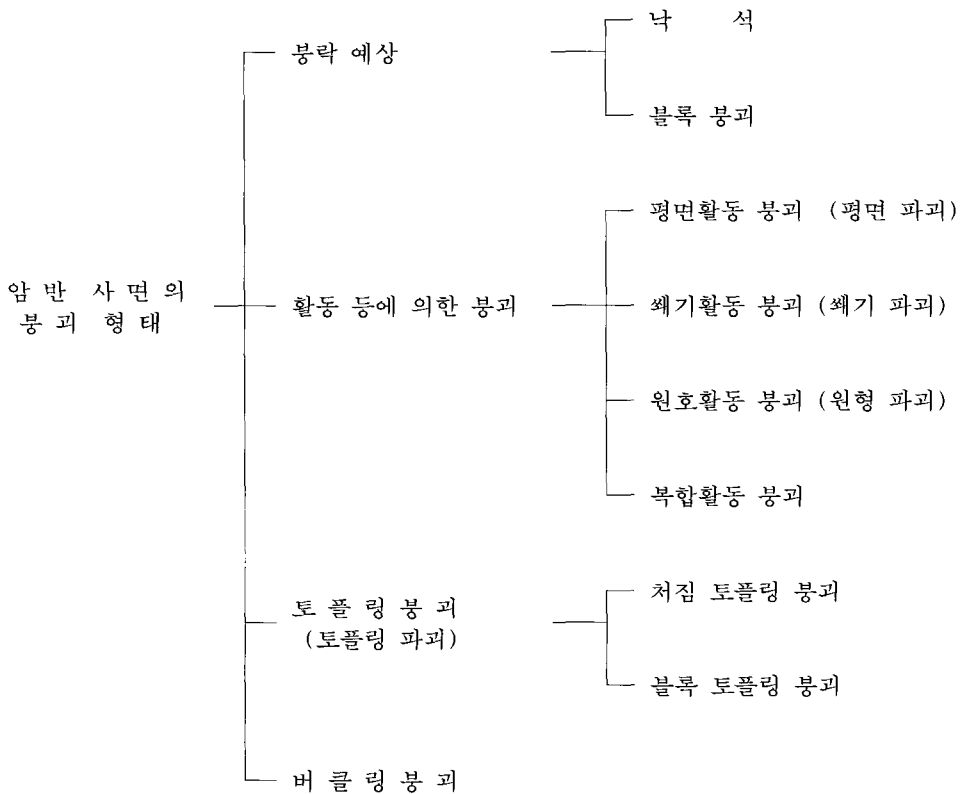 낙 석
붕락 예상
블록 붕괴
평면활동 붕괴 (평면 파괴)
암 반 사 면 의
붕 괴 형 태
활동 등에 의한 붕괴
쐐기활동 붕괴 (쐐기 파괴)
원호활동 붕괴 (원형 파괴)
복합활동 붕괴
토 플 링 붕 괴
(토플링 파괴)
처짐 토플링 붕괴
블록 토플링 붕괴
버 클 링 붕 괴